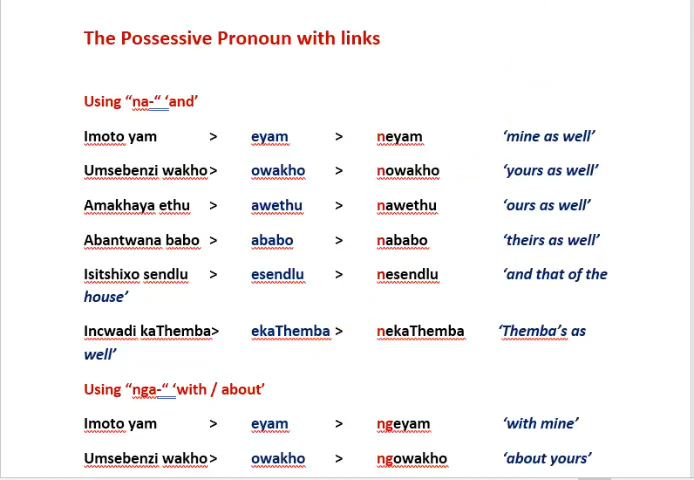 The Possessive Pronoun with links
Using “na-“ ‘and’
Imoto yam > eyam > neyam ‘mine as well’
Umsebenzi wakho> owakho > nowakho ‘yours as well’
Amakhaya ethu > awethu > nawethu ‘ours as well’
Abantwana babo > ababo > nababo ‘theirs as well’
Isitshixo sendlu > esendlu > nesendlu ‘and that of the
house’
Incwadi kaThemba> ekaThemba > nekaThemba ‘Themba’s as
well’
Using “nga-“ ‘with / about’
Imoto yam > eyam > ngeyam ‘with mine’
Umsebenzi wakho> owakho > ngowakho ‘about yours’